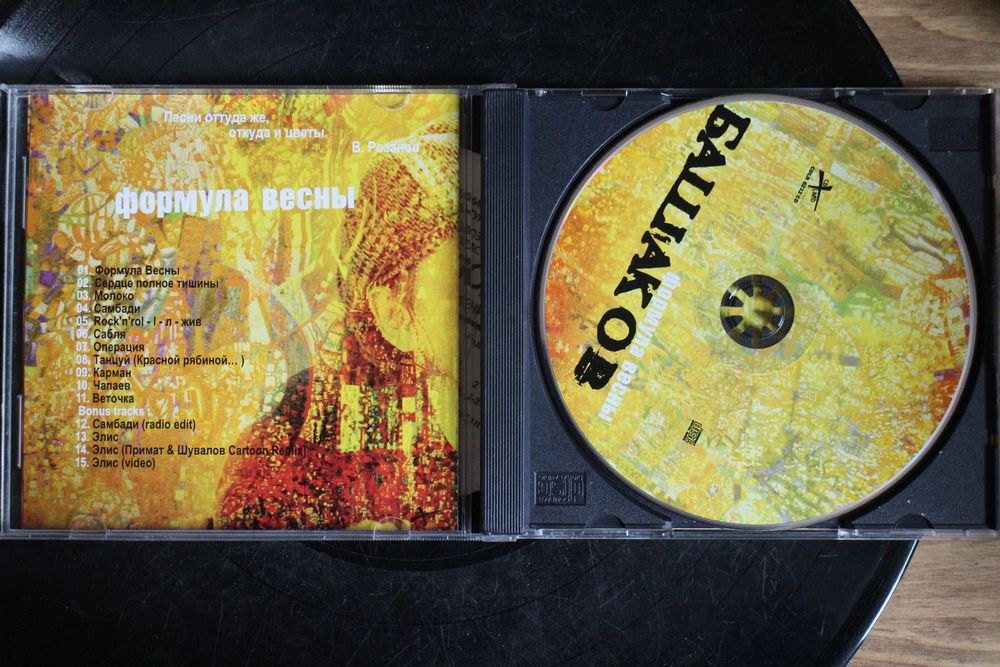 Песни оттуда же,
откуда и цветы.
В. Розанов
формула весны
01. Формула Весны
02. Сердце полное тишины
03. Молоко
04. Самбади
05. Rock'n'rol - l - л - жив
06. Сабля
07. Операция
08. Танцуй (Красной рябиной... )
09. Карман
10. Чапаев
11. Веточка
Bonus tracks :
12. Самбади (radio edit)
13. Элис
14. Элис (Примат & Шувалов Cartoon Remix)
15. Элис (video)
БАШАКОВ
формула весны